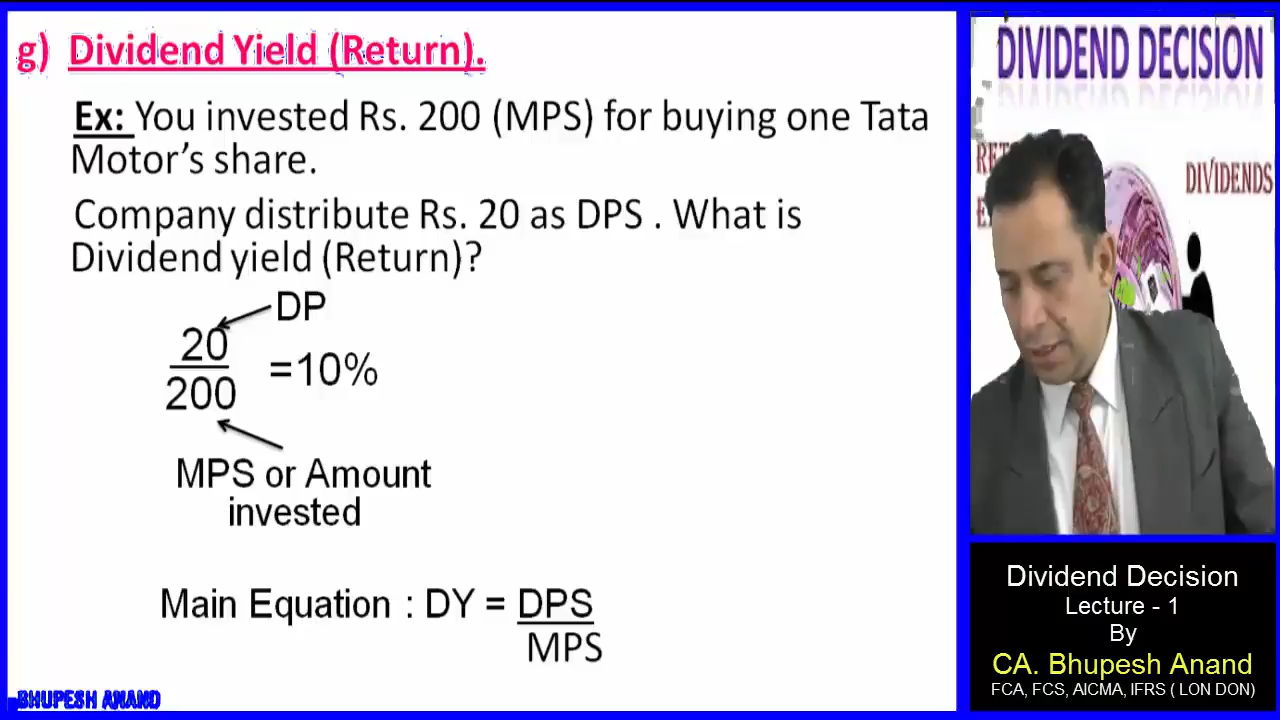 g) Dividend Yield (Return).
Ex: You invested Rs. 200 (MPS) for buying one Tata
Motor's share.
Company distribute Rs. 20 as DPS . What is
Dividend yield (Return)?
DP
20
200
=10%
MPS or Amount
invested
Main Equation : DY = DPS
MPS
BHUPESH ANAND
DIVIDEND DECISION
DIVIDENDS
Dividend Decision
Lecture - 1
By
CA. Bhupesh Anand
FCA, FCS, AICMA, IFRS ( LON DON)